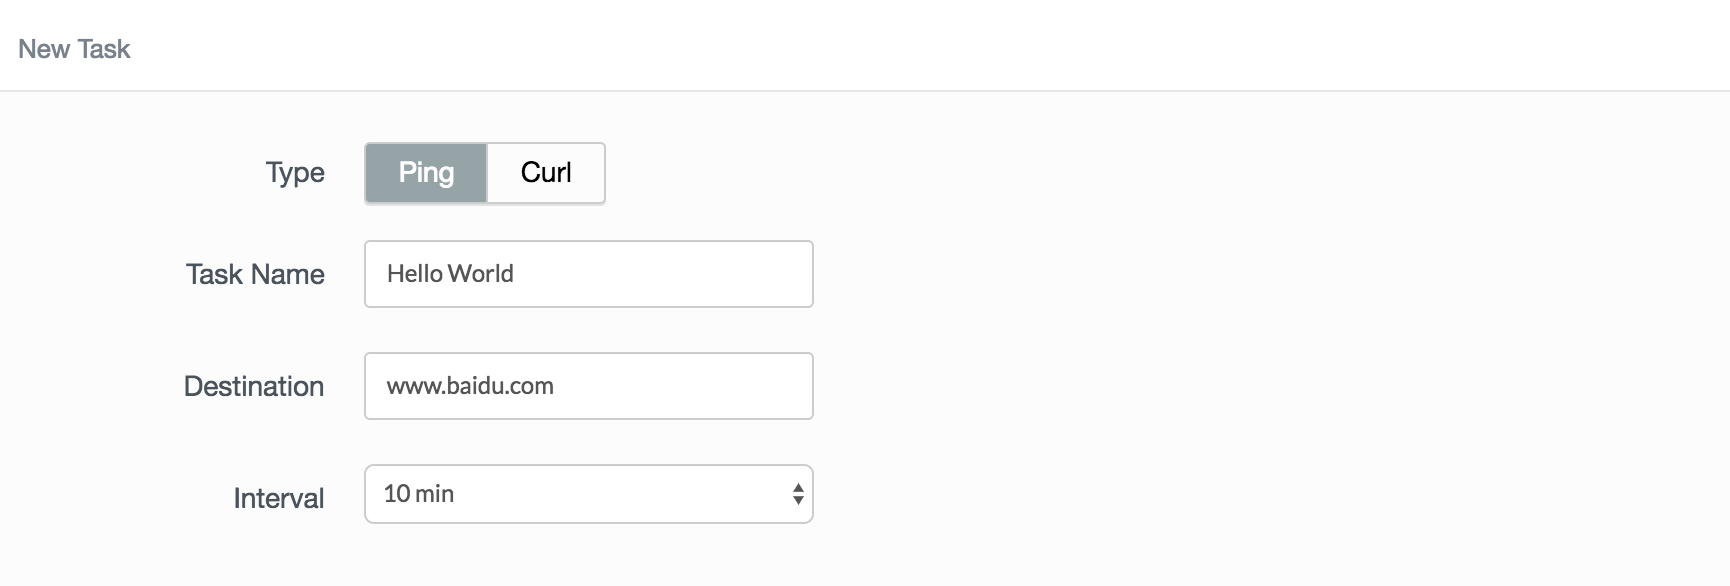 New Task
Type Ping Curl
Task Name Hello World
Destination www.baidu.com
Interval 10 min